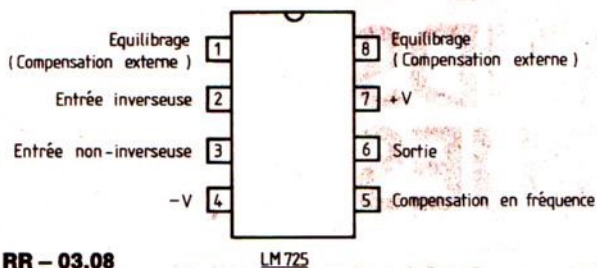 Equilibrage
(Compensation externe)
1
Entrée inverseuse 2
Entrée non-inverseuse 3
-V 4
8 Equilibrage
(Compensation externe)
7 +V
6 Sortie
5 Compensation en fréquence
RR – 03.08
LM 725